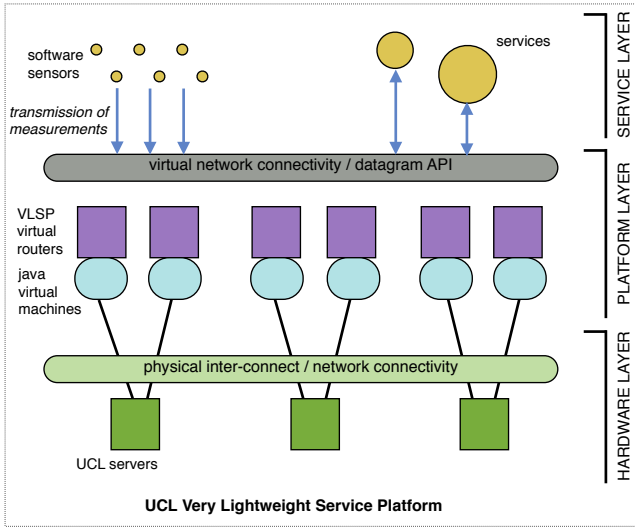 software
sensors
services
transmission of
measurements
SERVICE LAYER
virtual network connectivity / datagram API
VLSP
virtual
routers
java
virtual
machines
PLATFORM LAYER
physical inter-connect / network connectivity
UCL servers
HARDWARE LAYER
UCL Very Lightweight Service Platform